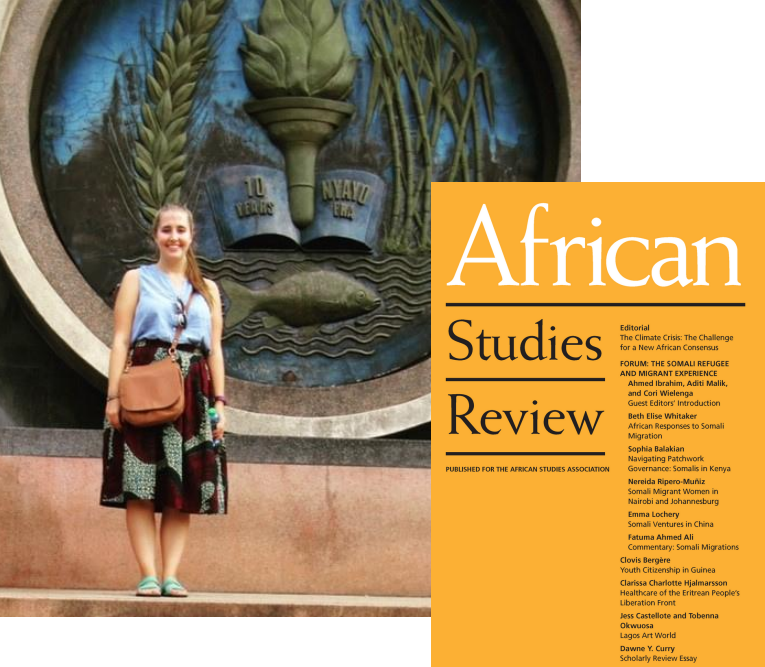 10
YEARS
NYAYO
ERA
African
Studies
Review
PUBLISHED FOR THE AFRICAN STUDIES ASSOCIATION
Editorial
The Climate Crisis: The Challenge
for a New African Consensus
FORUM: THE SOMALI REFUGEE
AND MIGRANT EXPERIENCE
Ahmed Ibrahim, Aditi Malik,
and Cori Wielenga
Guest Editors' Introduction
Beth Elise Whitaker
African Responses to Somali
Migration
Sophia Balakian
Navigating Patchwork
Governance: Somalis in Kenya
Nereida Ripero-Muñiz
Somali Migrant Women in
Nairobi and Johannesburg
Emma Lochery
Somali Ventures in China
Fatuma Ahmed Ali
Commentary: Somali Migrations
Clovis Bergère
Youth Citizenship in Guinea
Clarissa Charlotte Hjalmarsson
Healthcare of the Eritrean People's
Liberation Front
Jess Castellote and Tobenna
Okwuosa
Lagos Art World
Dawne Y. Curry
Scholarly Review Essay